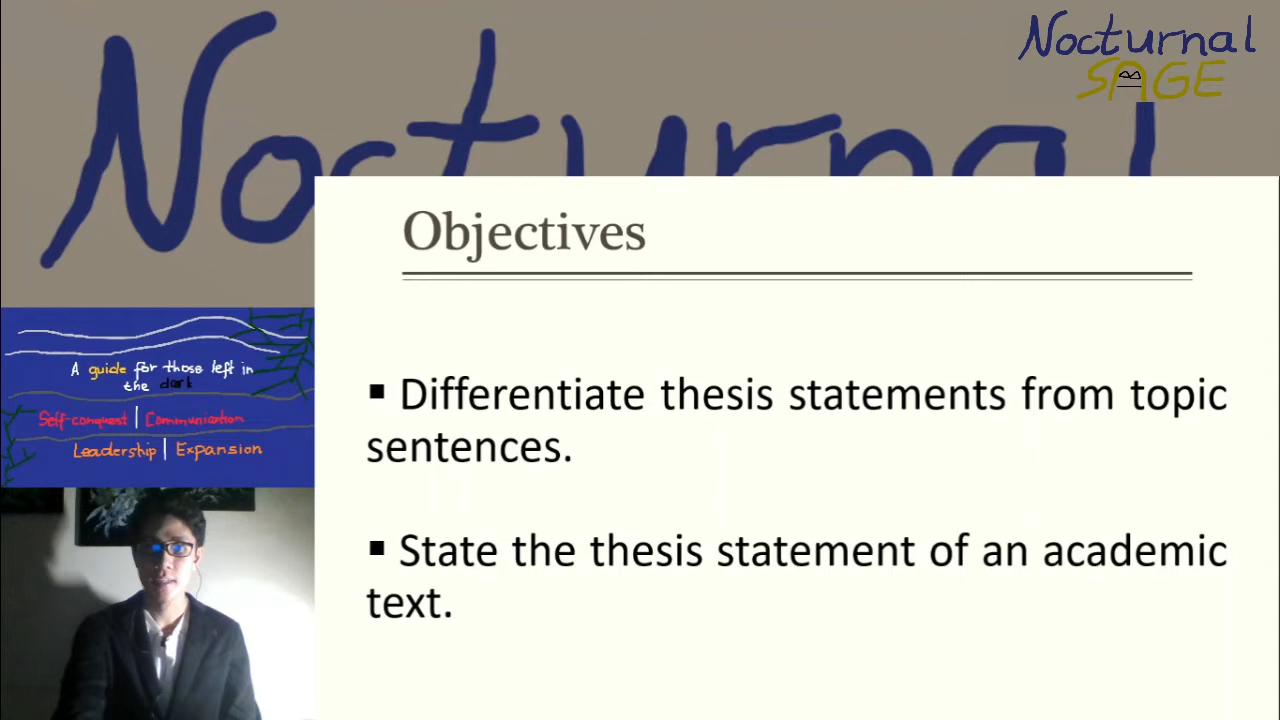 Nocturnal
Nocturnal
SAGE
Objectives
▪ Differentiate thesis statements from topic
sentences.
▪ State the thesis statement of an academic
text.
A guide for those left in
the dark
Self-conquest | Communication
Leadership | Expansion